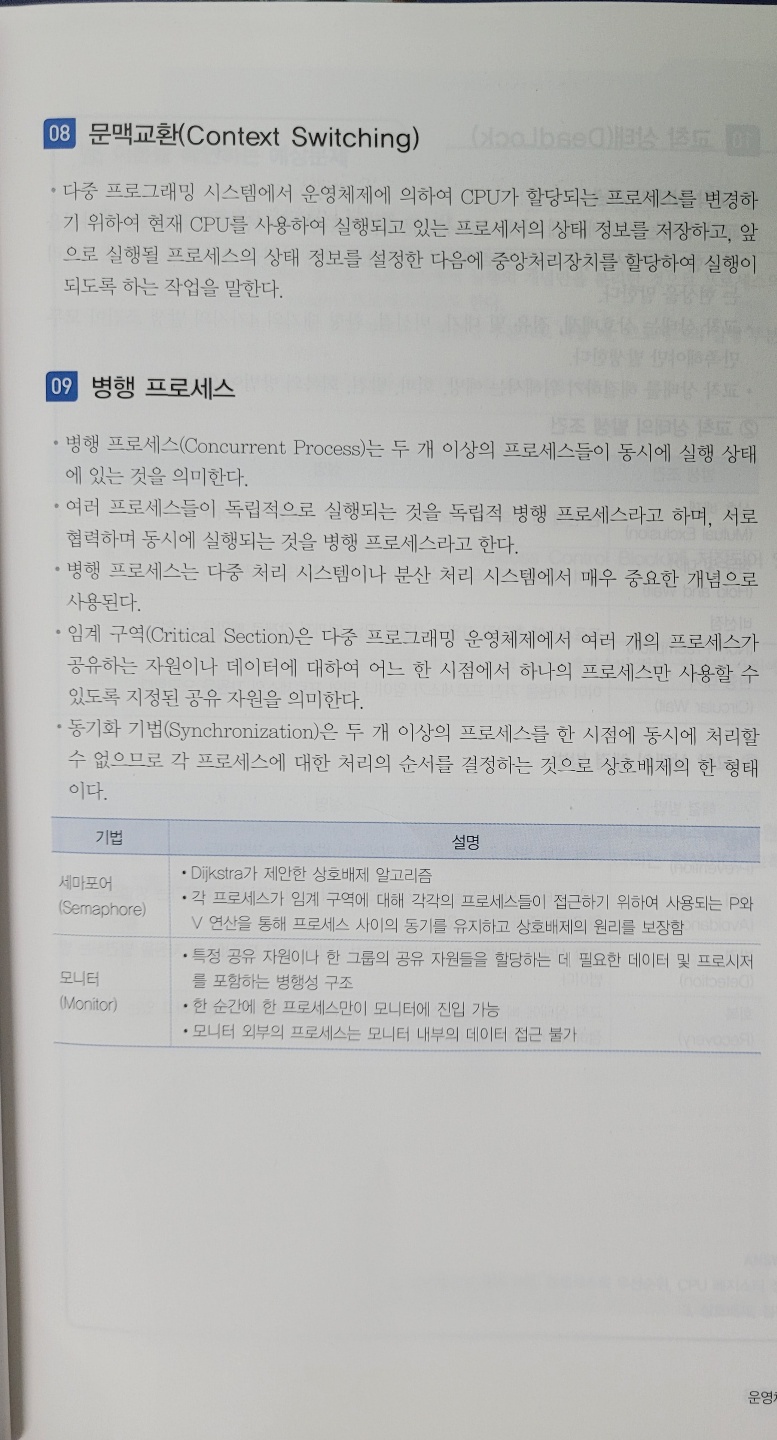 08 문맥교환(Context Switching)
• 다중 프로그래밍 시스템에서 운영체제에 의하여 CPU가 할당되는 프로세스를 변경하
기 위하여 현재 CPU를 사용하여 실행되고 있는 프로세서의 상태 정보를 저장하고, 앞
으로 실행될 프로세스의 상태 정보를 설정한 다음에 중앙처리장치를 할당하여 실행이
되도록 하는 작업을 말한다.
09 병행 프로세스
• 병행 프로세스(Concurrent Process)는 두 개 이상의 프로세스들이 동시에 실행 상태
에 있는 것을 의미한다.
• 여러 프로세스들이 독립적으로 실행되는 것을 독립적 병행 프로세스라고 하며, 서로
협력하며 동시에 실행되는 것을 병행 프로세스라고 한다.
• 병행 프로세스는 다중 처리 시스템이나 분산 처리 시스템에서 매우 중요한 개념으로
사용된다.
• 임계 구역(Critical Section)은 다중 프로그래밍 운영체제에서 여러 개의 프로세스가
공유하는 자원이나 데이터에 대하여 어느 한 시점에서 하나의 프로세스만 사용할 수
있도록 지정된 공유 자원을 의미한다.
• 동기화 기법(Synchronization)은 두 개 이상의 프로세스를 한 시점에 동시에 처리할
수 없으므로 각 프로세스에 대한 처리의 순서를 결정하는 것으로 상호배제의 한 형태
이다.
기법 설명
세마포어
(Semaphore)
• Dijkstra가 제안한 상호배제 알고리즘
• 각 프로세스가 임계 구역에 대해 각각의 프로세스들이 접근하기 위하여 사용되는 P와
V 연산을 통해 프로세스 사이의 동기를 유지하고 상호배제의 원리를 보장함
모니터
(Monitor)
• 특정 공유 자원이나 한 그룹의 공유 자원들을 할당하는 데 필요한 데이터 및 프로시저
를 포함하는 병행성 구조
• 한 순간에 한 프로세스만이 모니터에 진입 가능
• 모니터 외부의 프로세스는 모니터 내부의 데이터 접근 불가